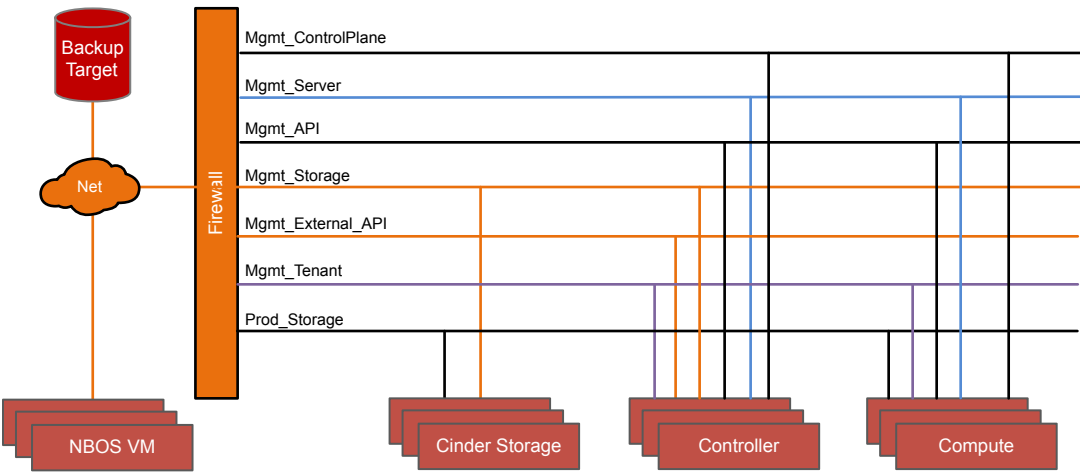 Backup
Target
Net
Firewall
Mgmt_ControlPlane
Mgmt_Server
Mgmt_API
Mgmt_Storage
Mgmt_External_API
Mgmt_Tenant
Prod_Storage
NBOS VM
Cinder Storage
Controller
Compute